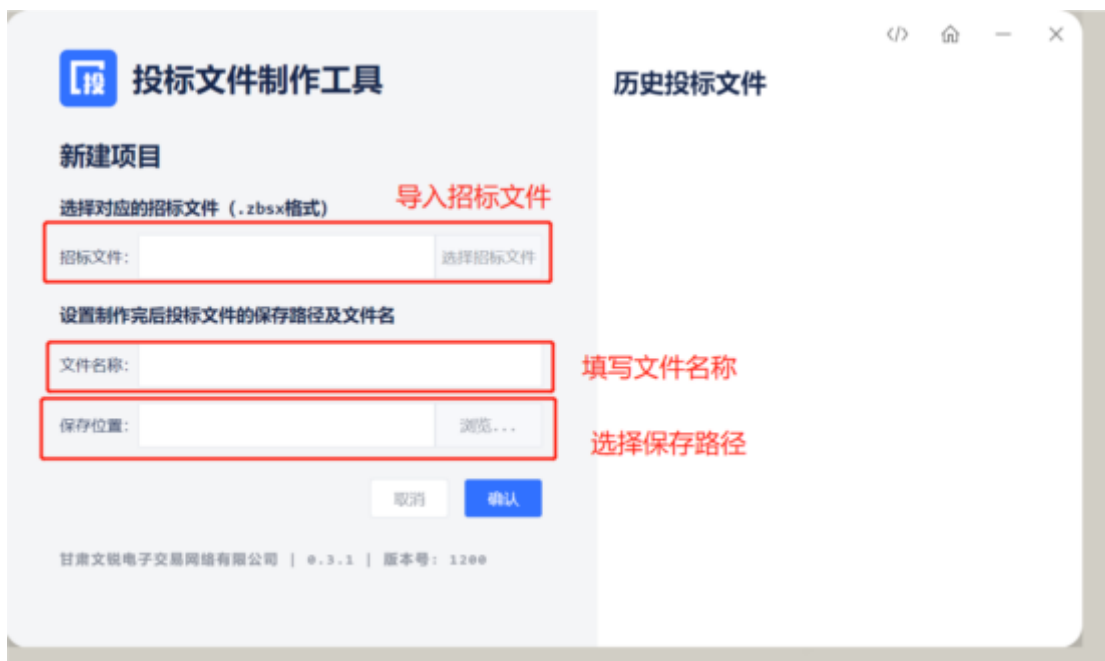 </>
投
投标文件制作工具
历史投标文件
新建项目
选择对应的招标文件（.zbsx格式）
导入招标文件
招标文件：
选择招标文件
设置制作完后投标文件的保存路径及文件名
文件名称：
填写文件名称
保存位置：
浏览...
选择保存路径
取消
确认
甘肃文锐电子交易网络有限公司 | 0.3.1 | 版本号: 1200